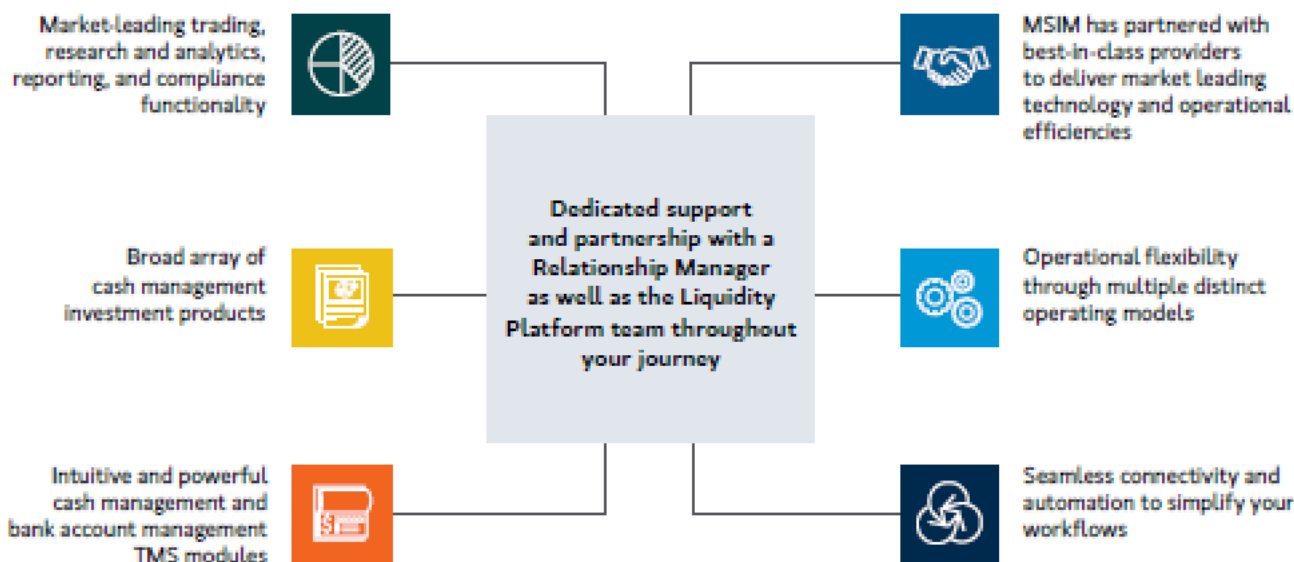 Market-leading trading,
research and analytics,
reporting, and compliance
functionality
MSIM has partnered with
best-in-class providers
to deliver market leading
technology and operational
efficiencies
Dedicated support
and partnership with a
Relationship Manager
as well as the Liquidity
Platform team throughout
your journey
Broad array of
cash management
investment products
Operational flexibility
through multiple distinct
operating models
Intuitive and powerful
cash management and
bank account management
TMS modules
$
Seamless connectivity and
automation to simplify your
workflows